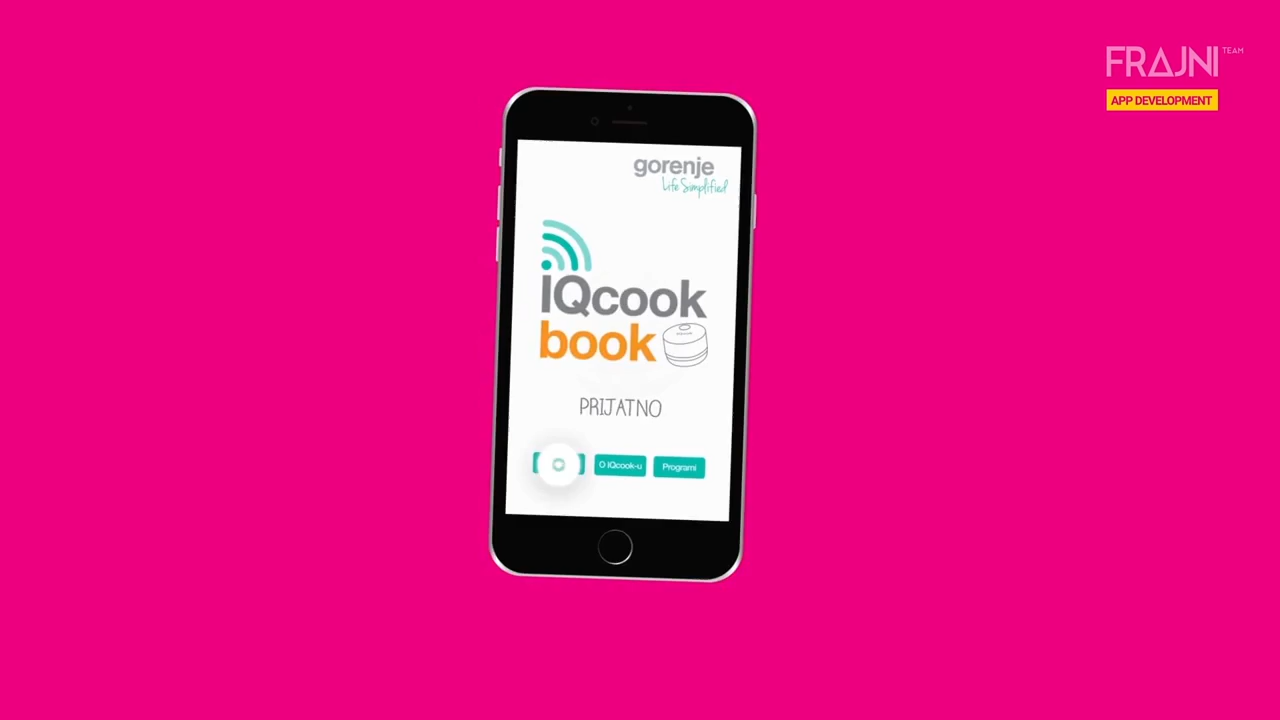 FRAJNI TEAM
APP DEVELOPMENT
gorenje
Life Simplified
IQcook
book
PRIJATNO
O IQcook-u
Programi